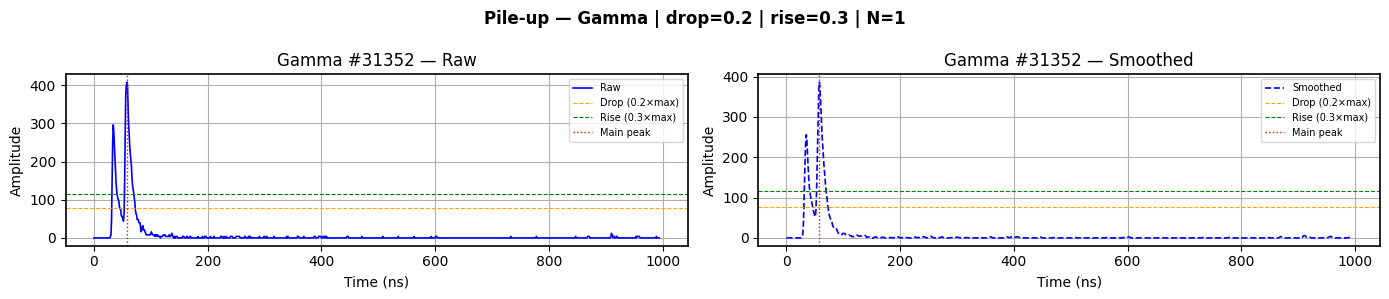 Pile-up — Gamma | drop=0.2 | rise=0.3 | N=1
Gamma #31352 — Raw
Amplitude
400
300
200
100
0
0 200 400 600 800 1000
Time (ns)
Raw
Drop (0.2×max)
Rise (0.3×max)
Main peak
Gamma #31352 — Smoothed
Amplitude
400
300
200
100
0
0 200 400 600 800 1000
Time (ns)
Smoothed
Drop (0.2×max)
Rise (0.3×max)
Main peak